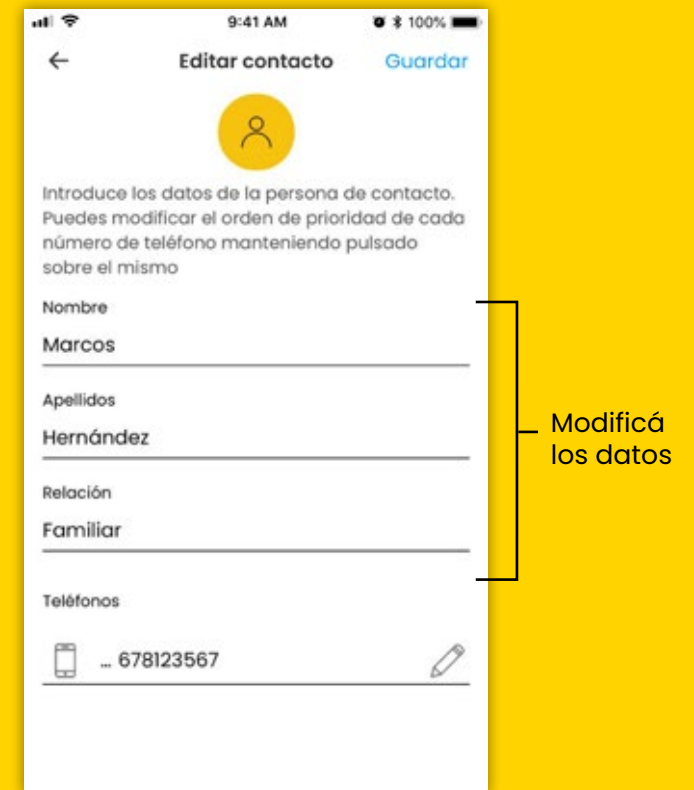 9:41 AM
100%
Editar contacto
Guardar
Introduce los datos de la persona de contacto.
Puedes modificar el orden de prioridad de cada
número de teléfono manteniendo pulsado
sobre el mismo
Nombre
Marcos
Apellidos
Hernández
Relación
Familiar
Modificá
los datos
Teléfonos
... 678123567